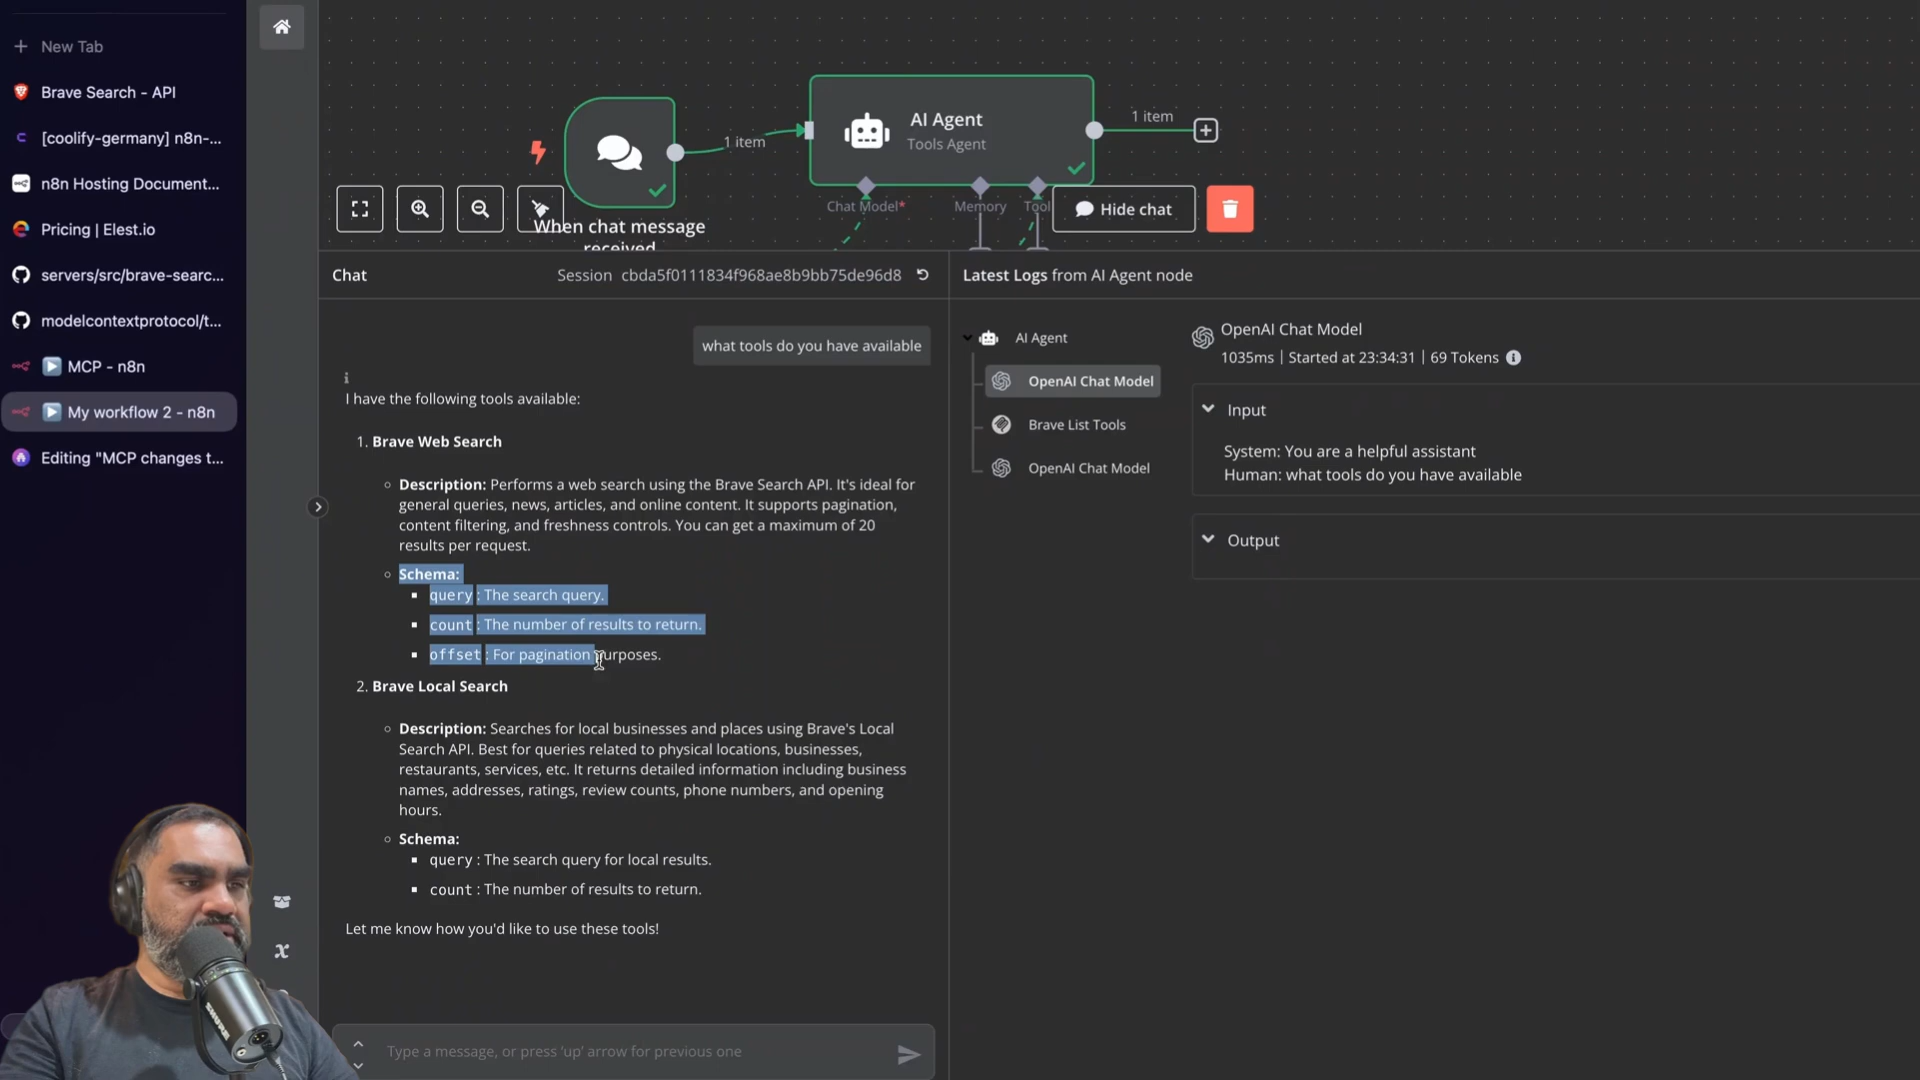 New Tab
Brave Search - API
[coolify-germany] n8n-...
n8n Hosting Document...
Pricing | Elest.io
servers/src/brave-searc...
modelcontextprotocol/t...
MCP - n8n
My workflow 2 - n8n
Editing "MCP changes t...
1 item
AI Agent
Tools Agent
1 item
Chat Model*
Memory
Tool
Hide chat
When chat message
received
Chat
Session cbda5f0111834f968ae8b9bb75de96d8
what tools do you have available
I have the following tools available:
1. Brave Web Search
Description: Performs a web search using the Brave Search API. It's ideal for
general queries, news, articles, and online content. It supports pagination,
content filtering, and freshness controls. You can get a maximum of 20
results per request.
Schema:
query : The search query.
count : The number of results to return.
offset : For pagination purposes.
2. Brave Local Search
Description: Searches for local businesses and places using Brave's Local
Search API. Best for queries related to physical locations, businesses,
restaurants, services, etc. It returns detailed information including business
names, addresses, ratings, review counts, phone numbers, and opening
hours.
Schema:
query : The search query for local results.
count : The number of results to return.
Let me know how you'd like to use these tools!
Type a message, or press 'up' arrow for previous one
Latest Logs from AI Agent node
AI Agent
OpenAI Chat Model
Brave List Tools
OpenAI Chat Model
OpenAI Chat Model
1035ms | Started at 23:34:31 | 69 Tokens
Input
System: You are a helpful assistant
Human: what tools do you have available
Output
SHURE